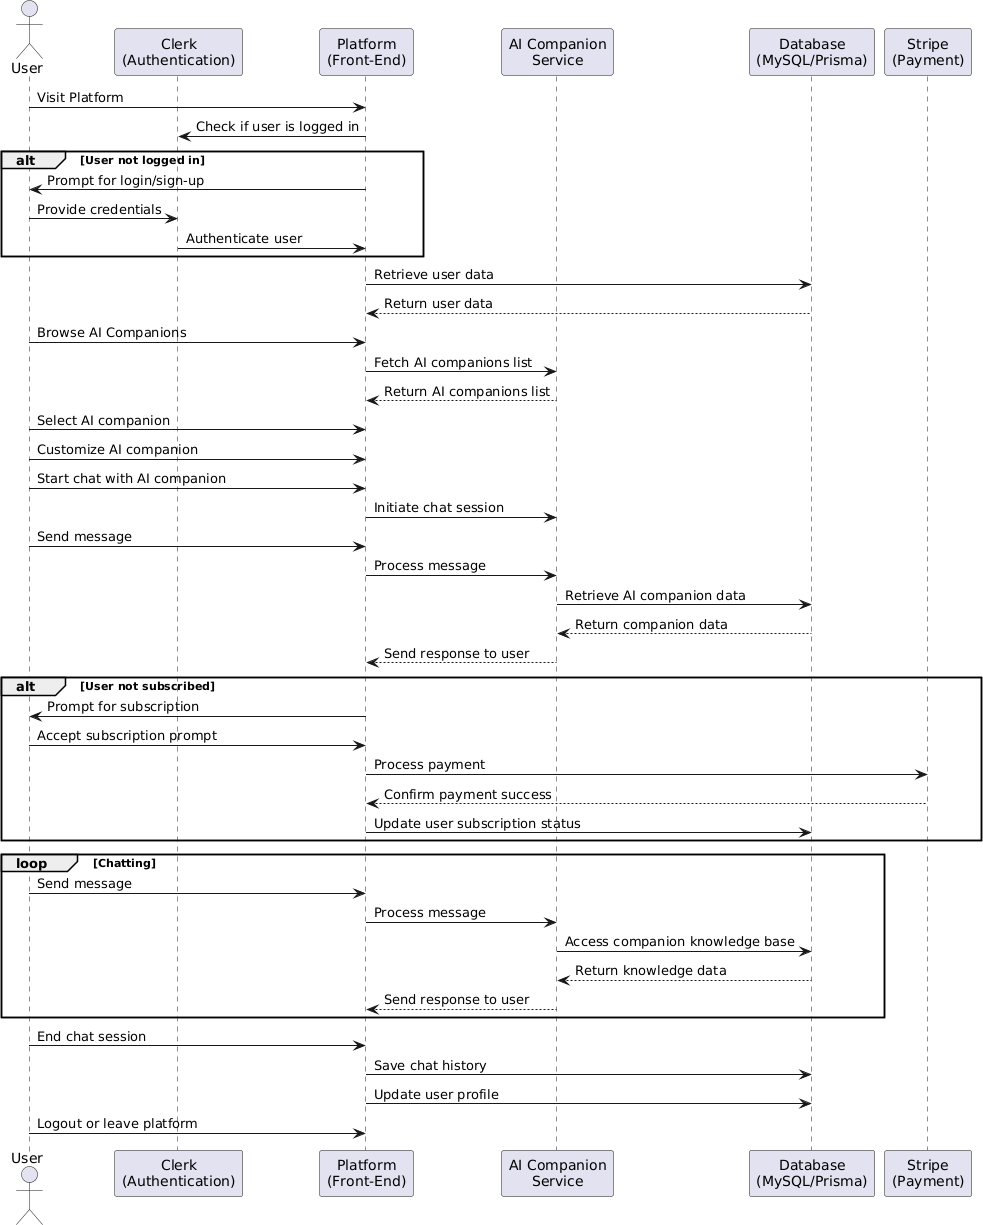 User
Clerk
(Authentication)
Platform
(Front-End)
AI Companion
Service
Database
(MySQL/Prisma)
Stripe
(Payment)
Visit Platform
Check if user is logged in
alt [User not logged in]
Prompt for login/sign-up
Provide credentials
Authenticate user
Retrieve user data
Return user data
Browse AI Companions
Fetch AI companions list
Return AI companions list
Select AI companion
Customize AI companion
Start chat with AI companion
Initiate chat session
Send message
Process message
Retrieve AI companion data
Return companion data
Send response to user
alt [User not subscribed]
Prompt for subscription
Accept subscription prompt
Process payment
Confirm payment success
Update user subscription status
loop [Chatting]
Send message
Process message
Access companion knowledge base
Return knowledge data
Send response to user
End chat session
Save chat history
Update user profile
Logout or leave platform
User
Clerk
(Authentication)
Platform
(Front-End)
AI Companion
Service
Database
(MySQL/Prisma)
Stripe
(Payment)